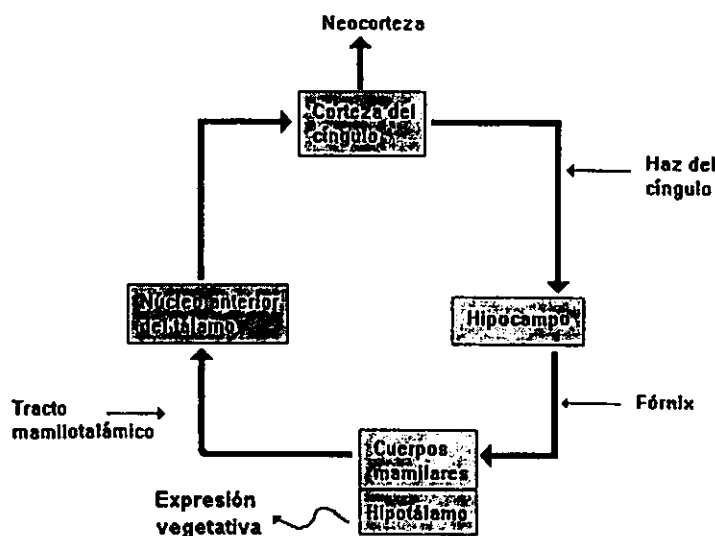 Neocorteza
Corteza del
cíngulo
Haz del
cíngulo
Núcleo anterior
del tálamo
Hipocampo
Tracto
mamilotalámico
Fórnix
Cuerpos
mamilares
Hipotálamo
Expresión
vegetativa